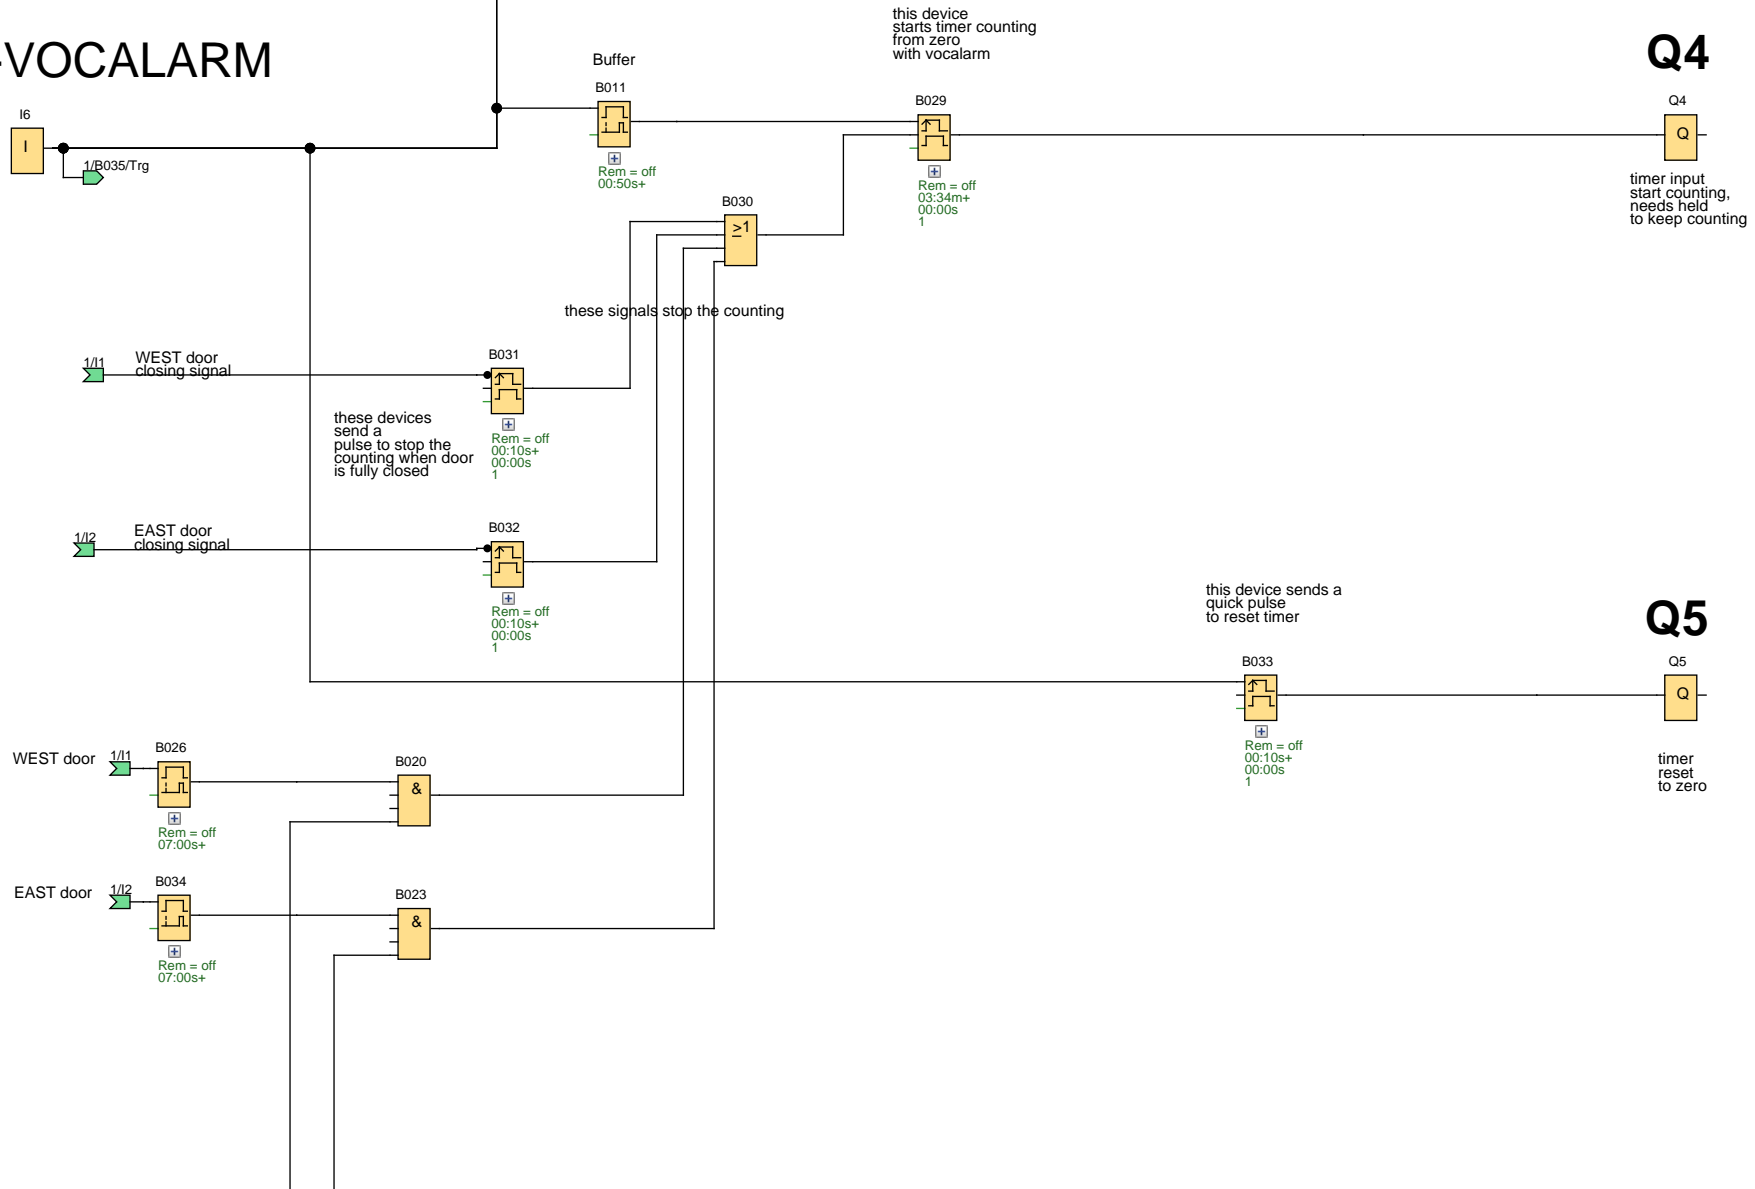 -VOCALARM
I6
I
1/B035/Trg
Buffer
B011
Rem = off
00:50s+
this device
starts timer counting
from zero
with vocalarm
B029
Rem = off
03:34m+
00:00s
1
Q4
Q4
Q
timer input
start counting,
needs held
to keep counting
B030
≥1
these signals stop the counting
1/I1
WEST door
closing signal
B031
Rem = off
00:10s+
00:00s
1
these devices
send a
pulse to stop the
counting when door
is fully closed
1/I2
EAST door
closing signal
B032
Rem = off
00:10s+
00:00s
1
this device sends a
quick pulse
to reset timer
B033
Rem = off
00:10s+
00:00s
1
Q5
Q5
Q
timer
reset
to zero
WEST door
1/I1
B026
Rem = off
07:00s+
B020
&
EAST door
1/I2
B034
Rem = off
07:00s+
B023
&